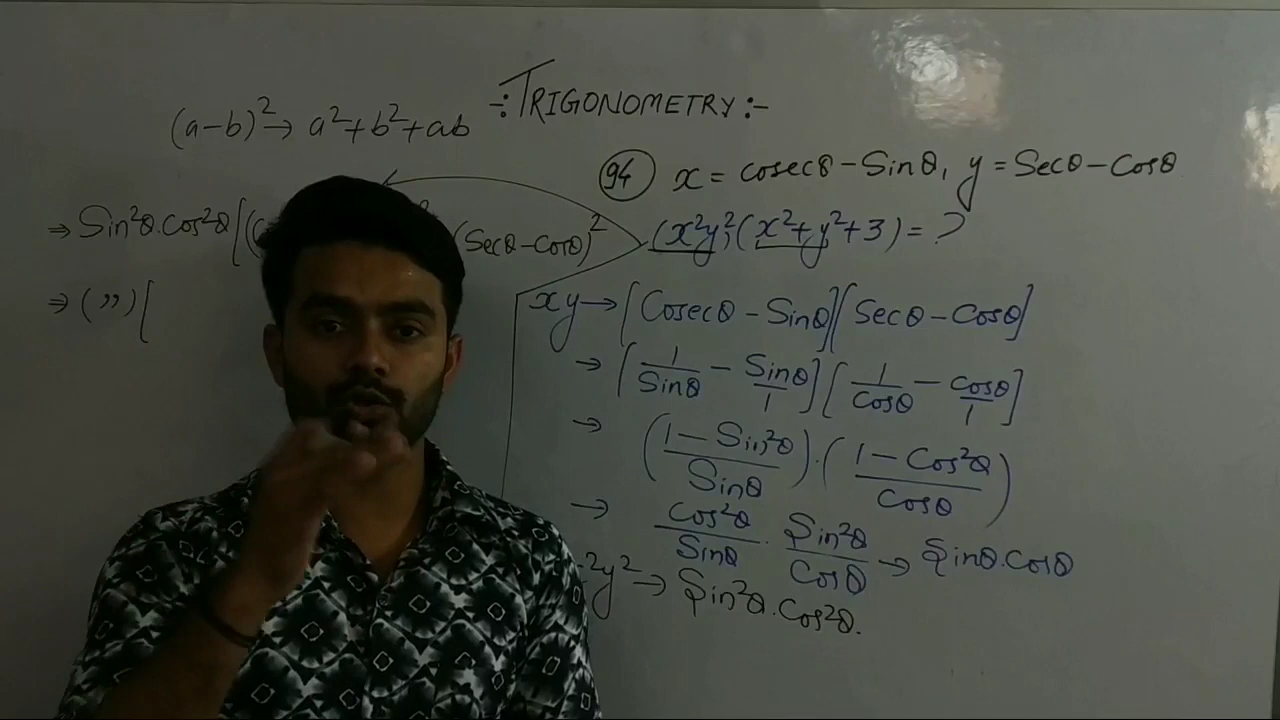 -:TRIGONOMETRY:-
(a-b)²→ a²+b²+ab
94 x = cosecθ-Sinθ, y = Secθ-Cosθ
(x²y²)(x²+y²+3) = ?
⇒ Sin²θ.cos²θ[( ² (Secθ-cosθ)²
⇒ (”)[
xy→[Cosecθ-Sinθ][Secθ-Cosθ]
→ [1/Sinθ - Sinθ/1][1/Cosθ - Cosθ/1]
→ (1-Sin²θ/Sinθ).(1-Cos²θ/Cosθ)
→ Cos²θ/Sinθ . Sin²θ/Cosθ → Sinθ.Cosθ
²y² → Sin²θ.Cos²θ.